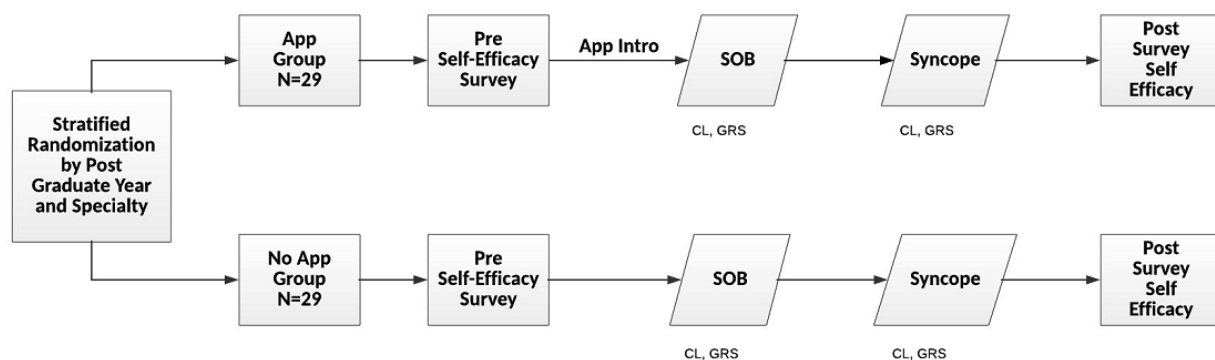 Stratified
Randomization
by Post
Graduate Year
and Specialty
App
Group
N=29
Pre
Self-Efficacy
Survey
App Intro
SOB
CL, GRS
Syncope
CL, GRS
Post
Survey
Self
Efficacy
No App
Group
N=29
Pre
Self-Efficacy
Survey
SOB
CL, GRS
Syncope
CL, GRS
Post
Survey
Self
Efficacy